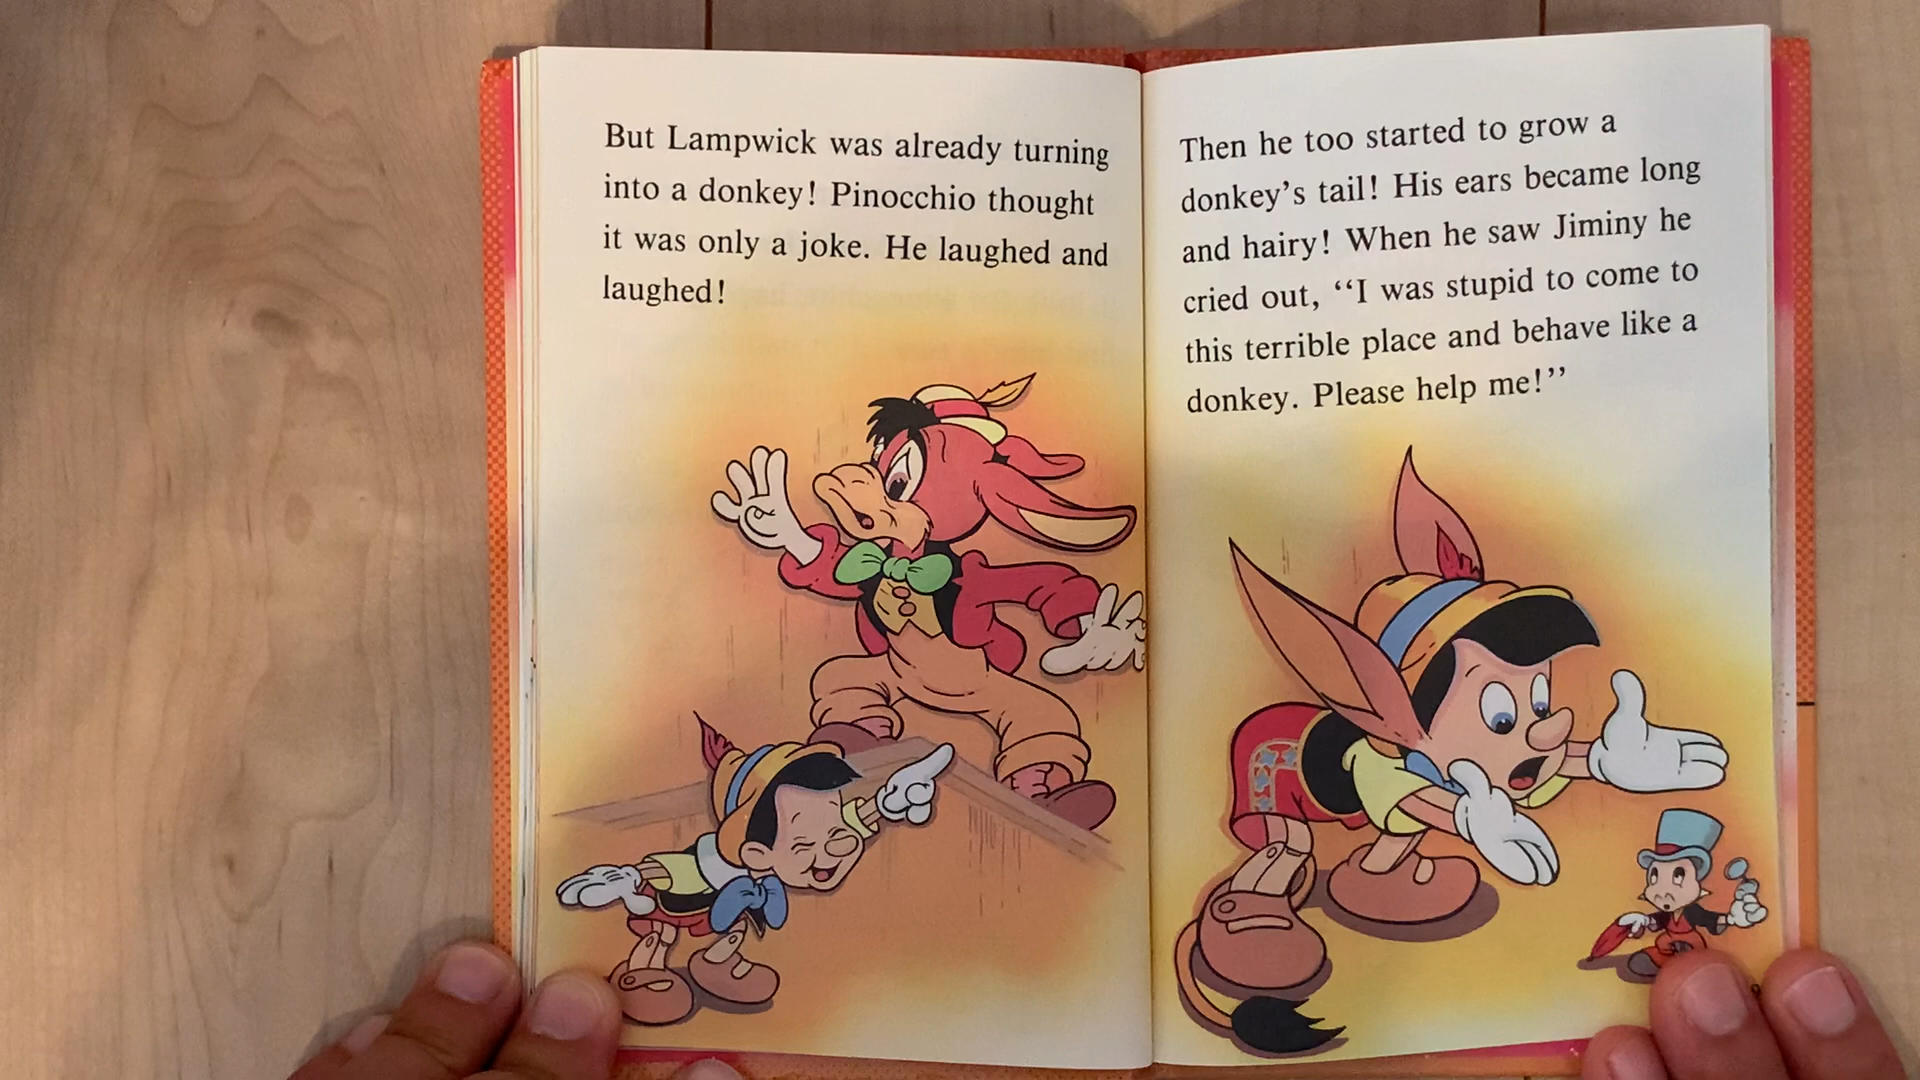 But Lampwick was already turning
into a donkey! Pinocchio thought
it was only a joke. He laughed and
laughed!
Then he too started to grow a
donkey's tail! His ears became long
and hairy! When he saw Jiminy he
cried out, “I was stupid to come to
this terrible place and behave like a
donkey. Please help me!”